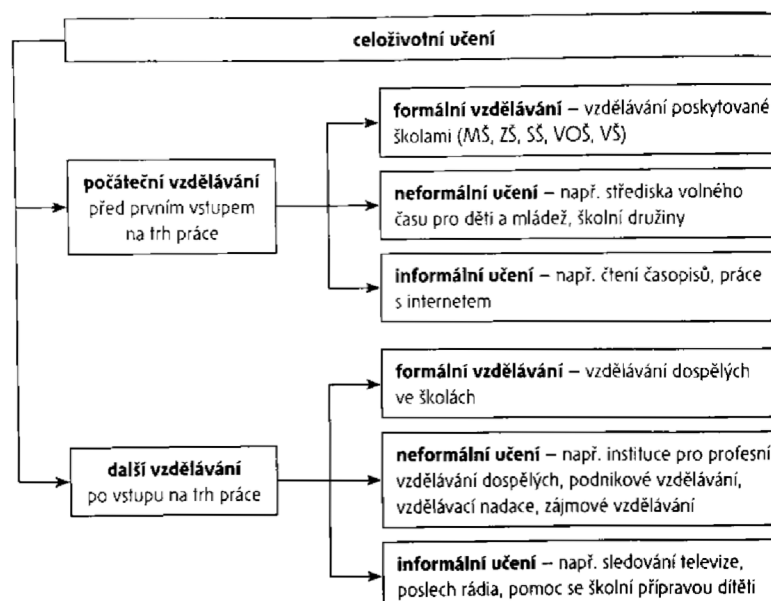 celoživotní učení
formální vzdělávání – vzdělávání poskytované
školami (MŠ, ZŠ, SŠ, VOŠ, VŠ)
počáteční vzdělávání
před prvním vstupem
na trh práce
neformální učení – např. střediska volného
času pro děti a mládež, školní družiny
informální učení – např. čtení časopisů, práce
s internetem
formální vzdělávání – vzdělávání dospělých
ve školách
další vzdělávání
po vstupu na trh práce
neformální učení – např. instituce pro profesní
vzdělávání dospělých, podnikové vzdělávání,
vzdělávací nadace, zájmové vzdělávání
informální učení – např. sledování televize,
poslech rádia, pomoc se školní přípravou dítěti